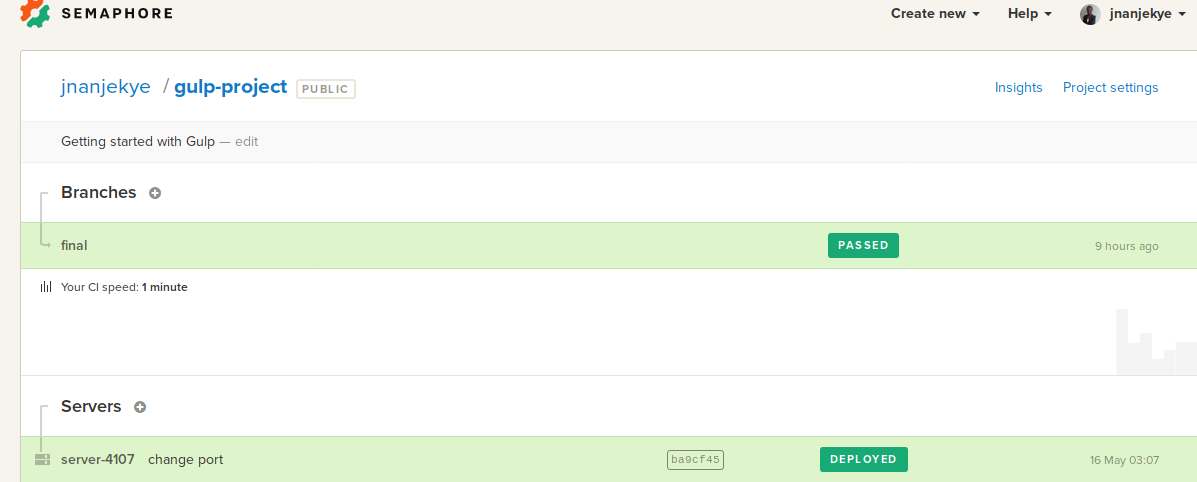 SEMAPHORE Create new Help jnanjekye
jnanjekye / gulp-project PUBLIC Insights Project settings
Getting started with Gulp — edit
Branches
final PASSED 9 hours ago
Your CI speed: 1 minute
Servers
server-4107 change port ba9cf45 DEPLOYED 16 May 03:07